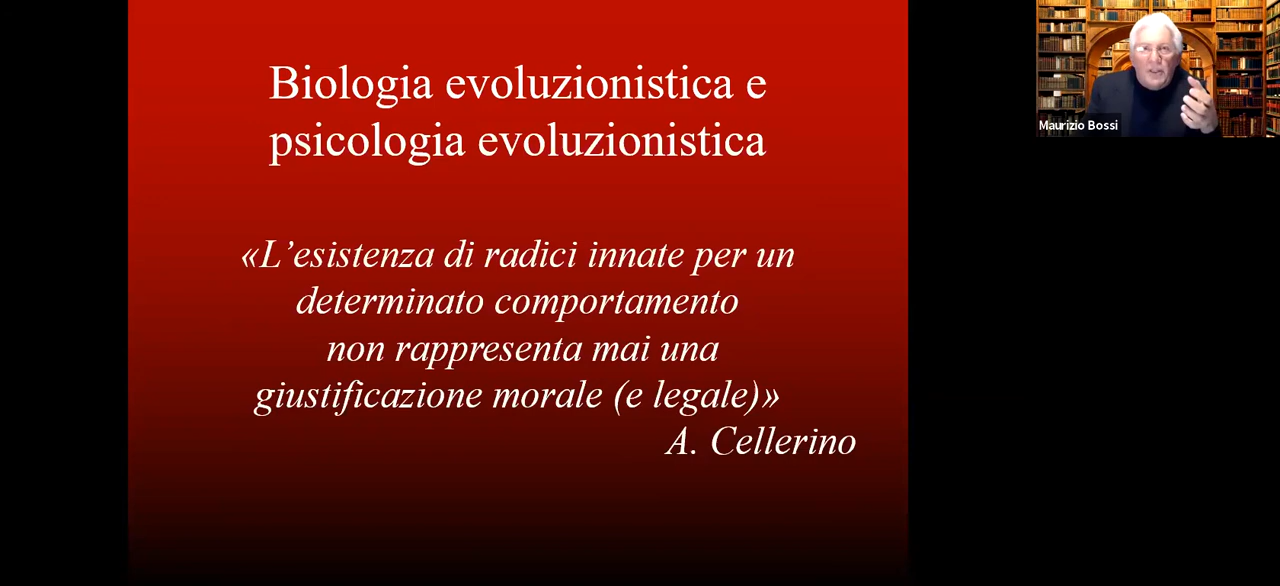 Biologia evoluzionistica e
psicologia evoluzionistica
«L’esistenza di radici innate per un
determinato comportamento
non rappresenta mai una
giustificazione morale (e legale)»
A. Cellerino
Maurizio Bossi